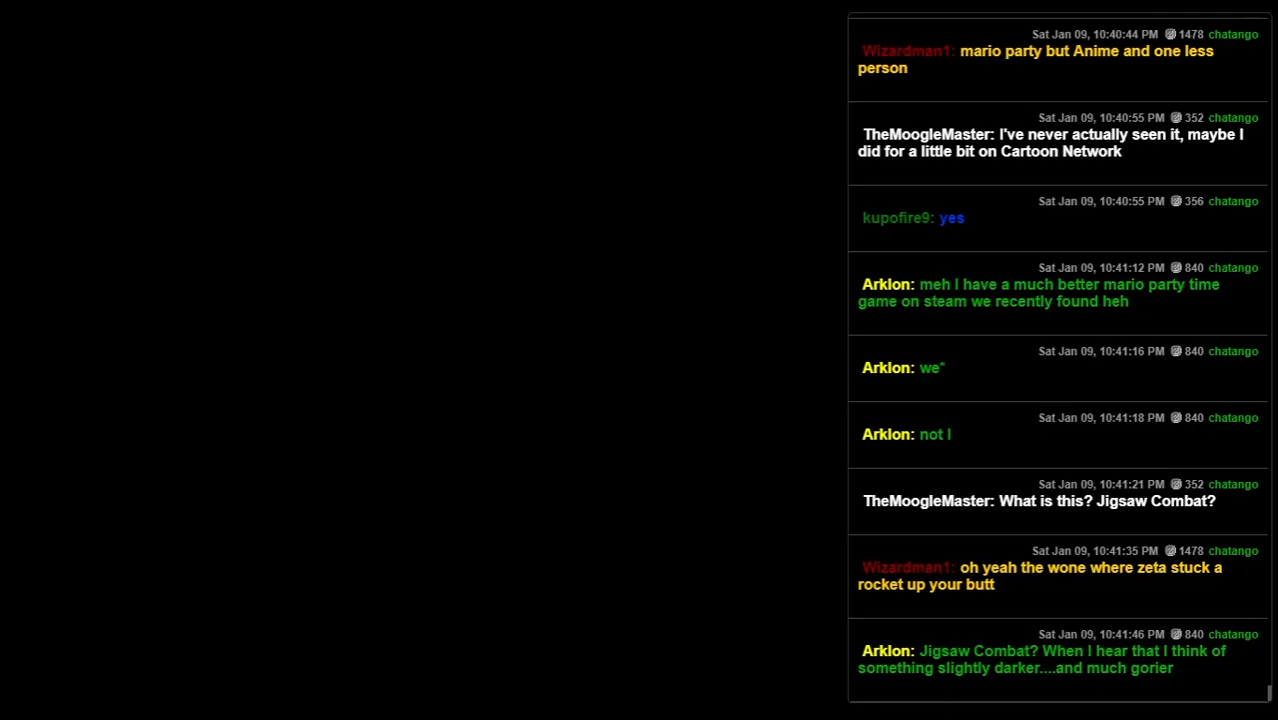 Sat Jan 09, 10:40:44 PM 1478 chatango
Wizardman1: mario party but Anime and one less
person
Sat Jan 09, 10:40:55 PM 352 chatango
TheMoogleMaster: I've never actually seen it, maybe I
did for a little bit on Cartoon Network
Sat Jan 09, 10:40:55 PM 356 chatango
kupofire9: yes
Sat Jan 09, 10:41:12 PM 840 chatango
Arklon: meh I have a much better mario party time
game on steam we recently found heh
Sat Jan 09, 10:41:16 PM 840 chatango
Arklon: we*
Sat Jan 09, 10:41:18 PM 840 chatango
Arklon: not I
Sat Jan 09, 10:41:21 PM 352 chatango
TheMoogleMaster: What is this? Jigsaw Combat?
Sat Jan 09, 10:41:35 PM 1478 chatango
Wizardman1: oh yeah the wone where zeta stuck a
rocket up your butt
Sat Jan 09, 10:41:46 PM 840 chatango
Arklon: Jigsaw Combat? When I hear that I think of
something slightly darker....and much gorier